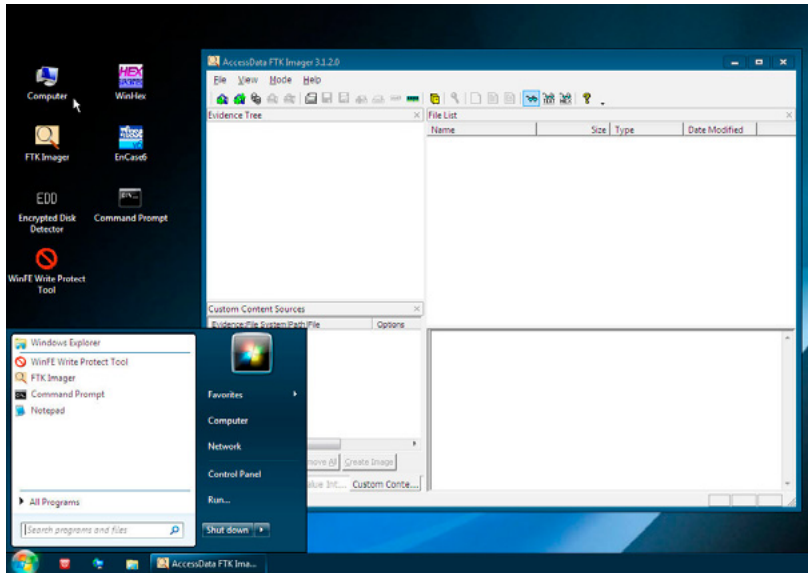 Computer
WinHex
FTK Imager
EnCase6
EDD
Encrypted Disk
Detector
Command Prompt
WinFE Write Protect
Tool
AccessData FTK Imager 3.1.2.0
File View Mode Help
Evidence Tree
File List
Name Size Type Date Modified
Custom Content Sources
Evidence:File System|Path|File Options
Create Image
Custom Conte...
Windows Explorer
WinFE Write Protect Tool
FTK Imager
Command Prompt
Notepad
All Programs
Search programs and files
Favorites
Computer
Network
Control Panel
Run...
Shut down
AccessData FTK Ima...